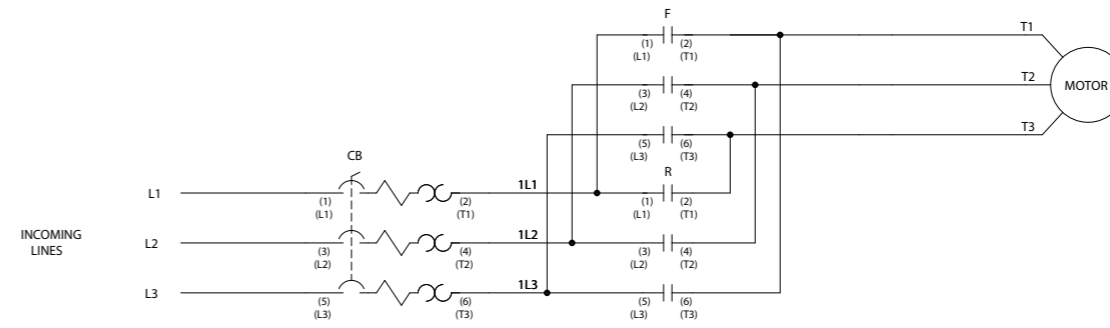 F
T1
(1) (2)
(L1) (T1)
T2
MOTOR
(3) (4)
(L2) (T2)
T3
(5) (6)
(L3) (T3)
CB
R
L1
1L1
(1) (2)
(L1) (T1)
(1) (2)
(L1) (T1)
INCOMING
LINES
L2
1L2
(3) (4)
(L2) (T2)
(3) (4)
(L2) (T2)
L3
1L3
(5) (6)
(L3) (T3)
(5) (6)
(L3) (T3)